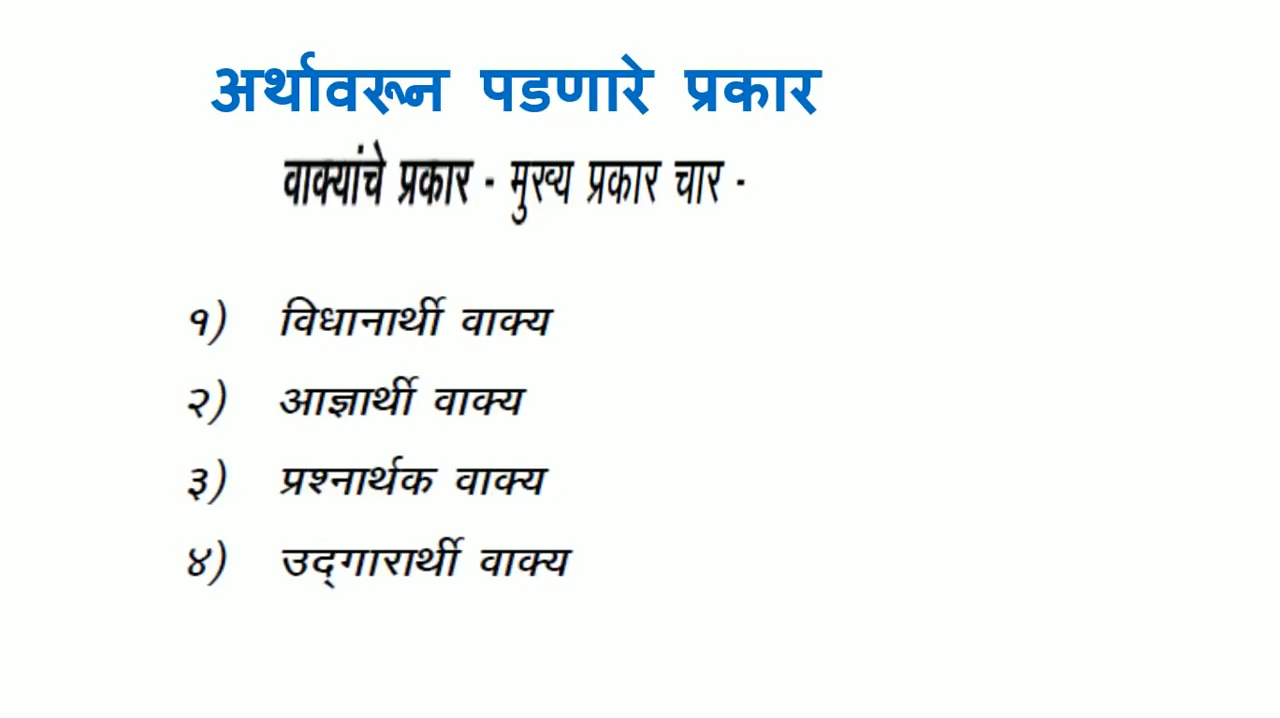 अर्थावरून पडणारे प्रकार
वाक्यांचे प्रकार - मुख्य प्रकार चार -
१) विधानार्थी वाक्य
२) आज्ञार्थी वाक्य
३) प्रश्नार्थक वाक्य
४) उद्‌गारार्थी वाक्य